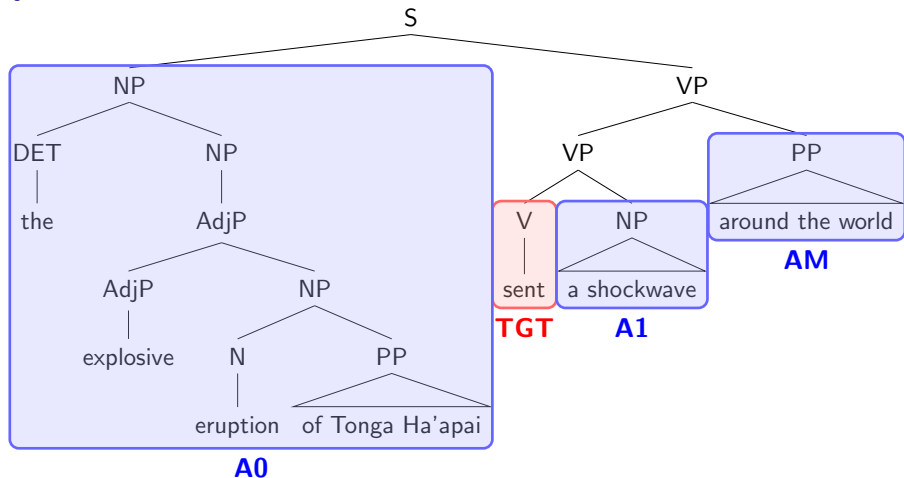 S
NP VP
DET NP VP PP
the AdjP V NP around the world
AM
AdjP NP sent a shockwave
TGT A1
explosive N PP
eruption of Tonga Ha'apai
A0